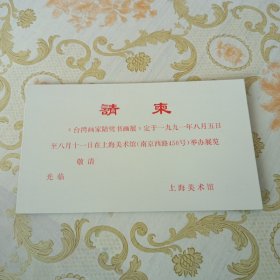 請柬
《台湾画家陆莹书画展》定于一九九一年八月五日
至八月十一日在上海美术馆(南京西路456号)举办展览
敬请
光临
上海美术馆